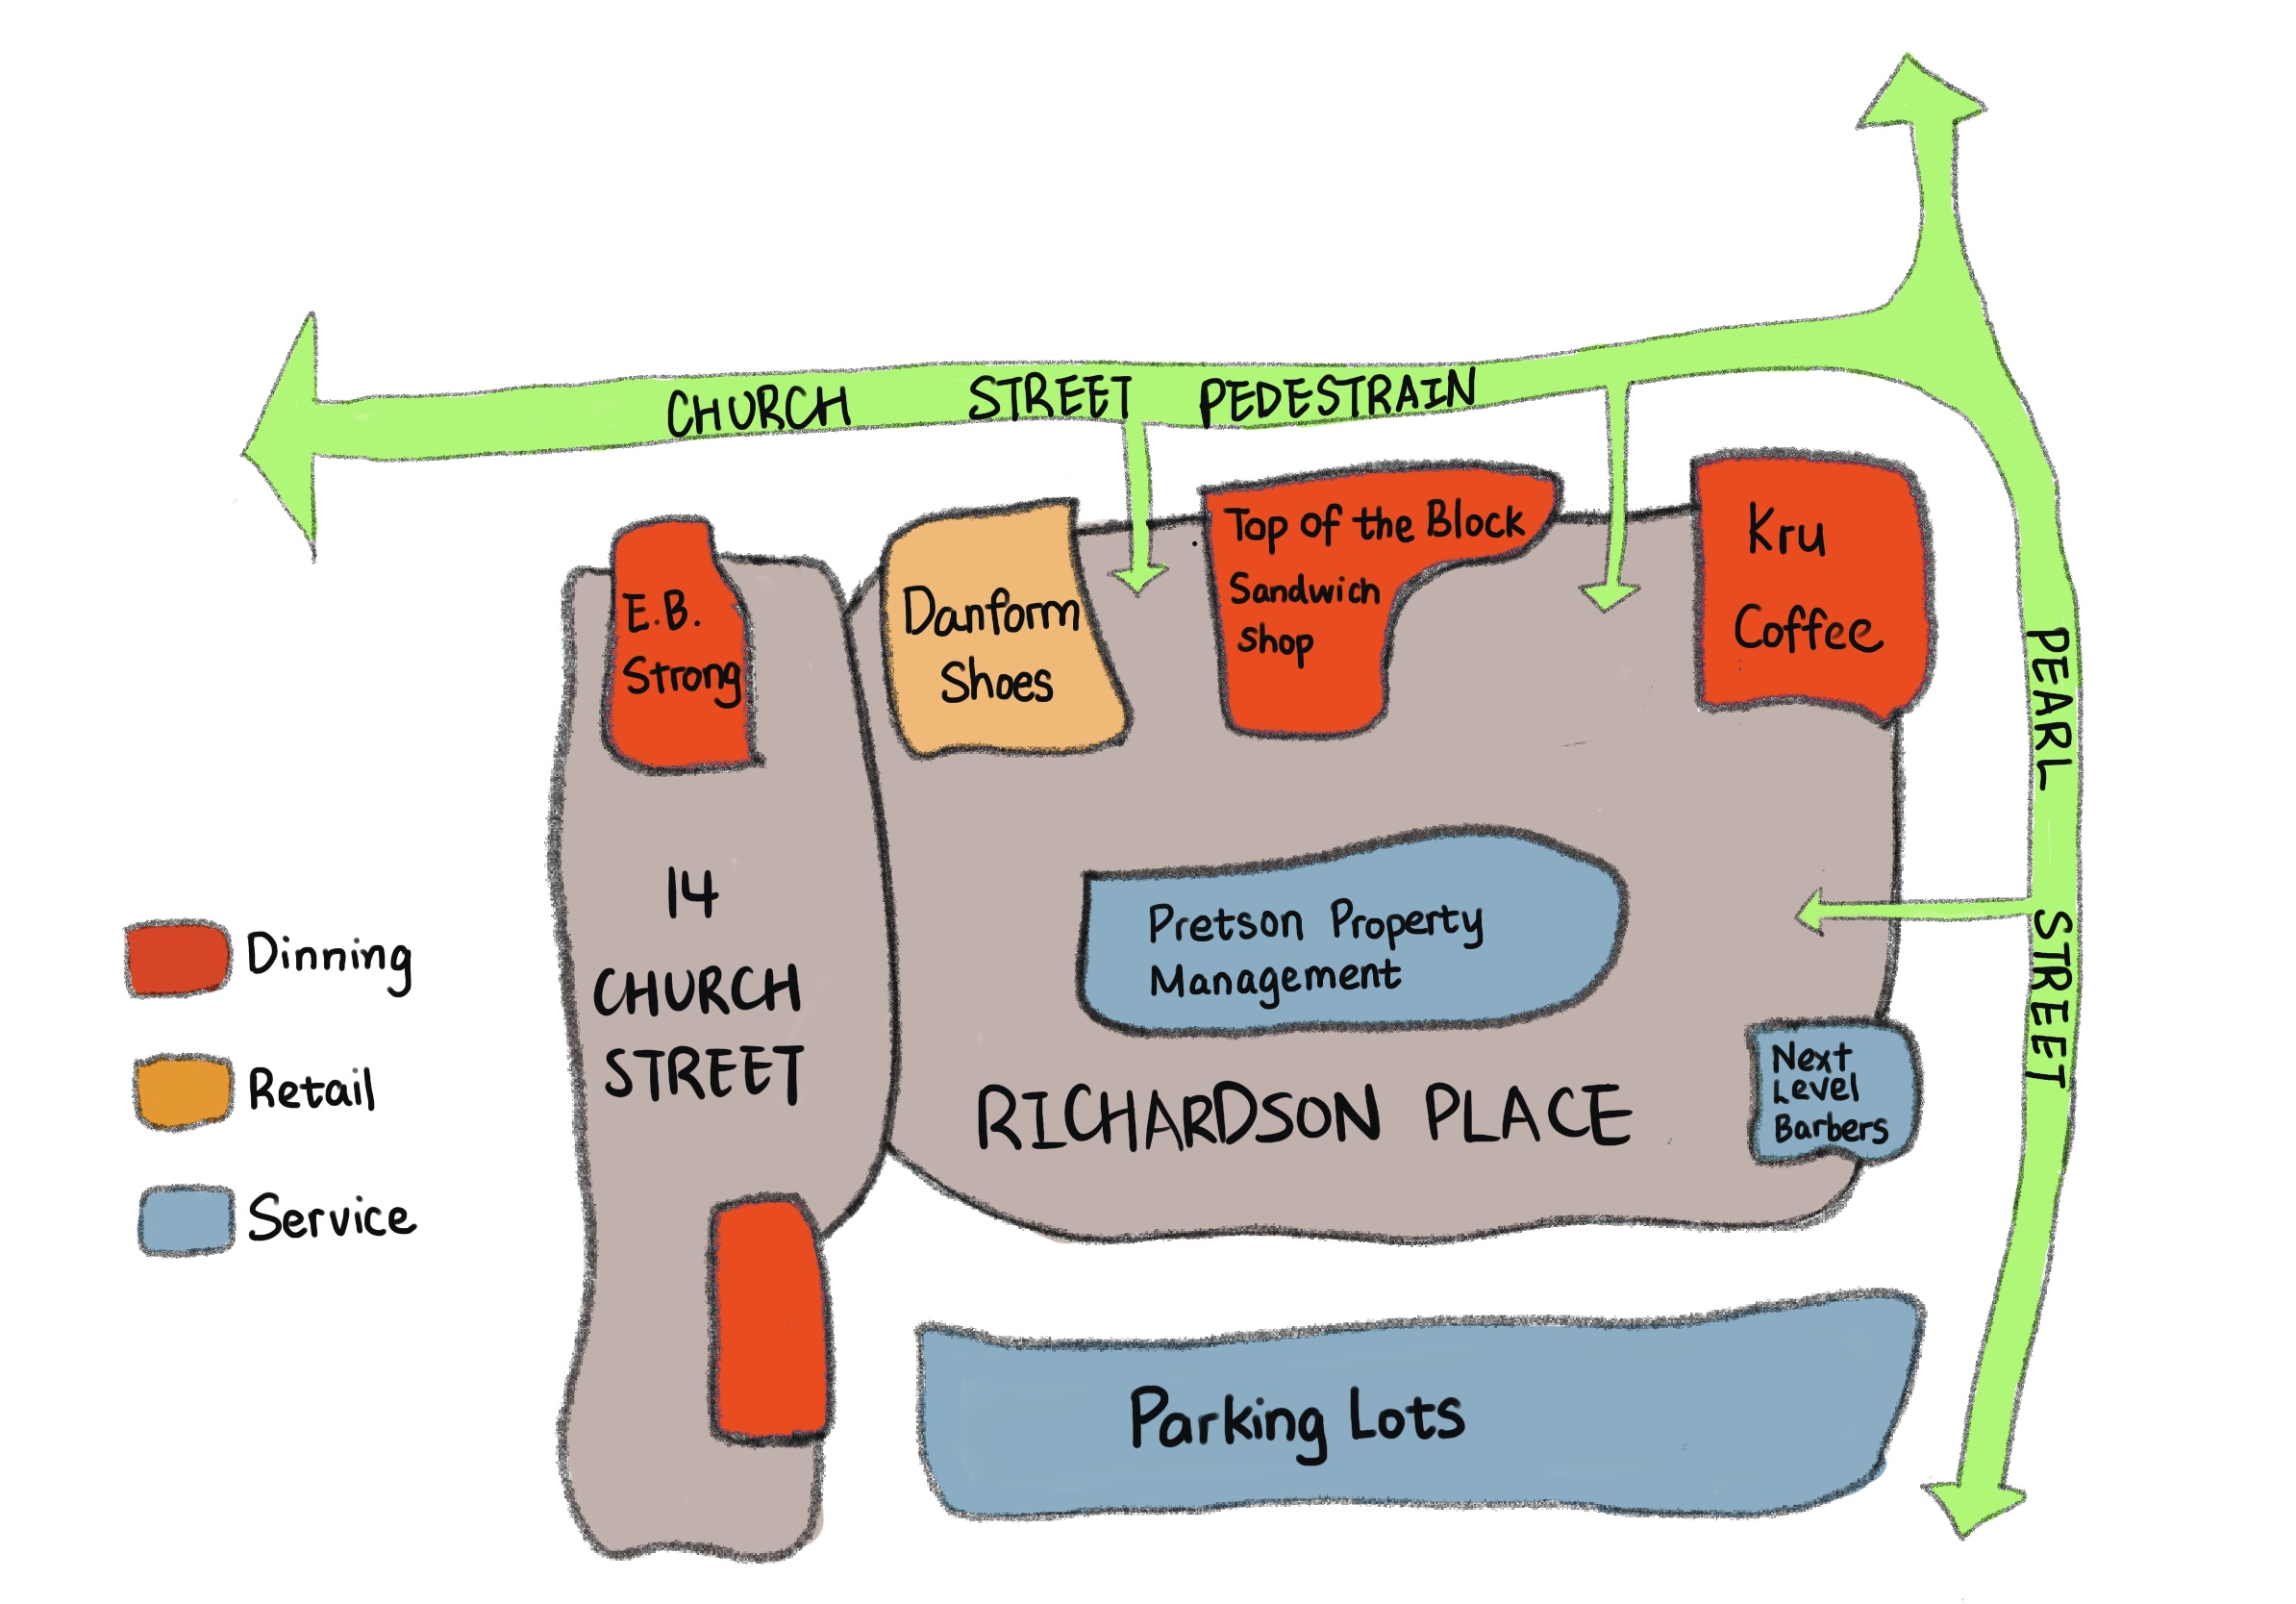 CHURCH STREET PEDESTRAIN
E.B.
Strong
Danform
Shoes
Top of the Block
Sandwich
Shop
Kru
Coffee
PEARL STREET
14
CHURCH
STREET
Pretson Property
Management
RICHARDSON PLACE
Next
Level
Barbers
Parking Lots
Dinning
Retail
Service